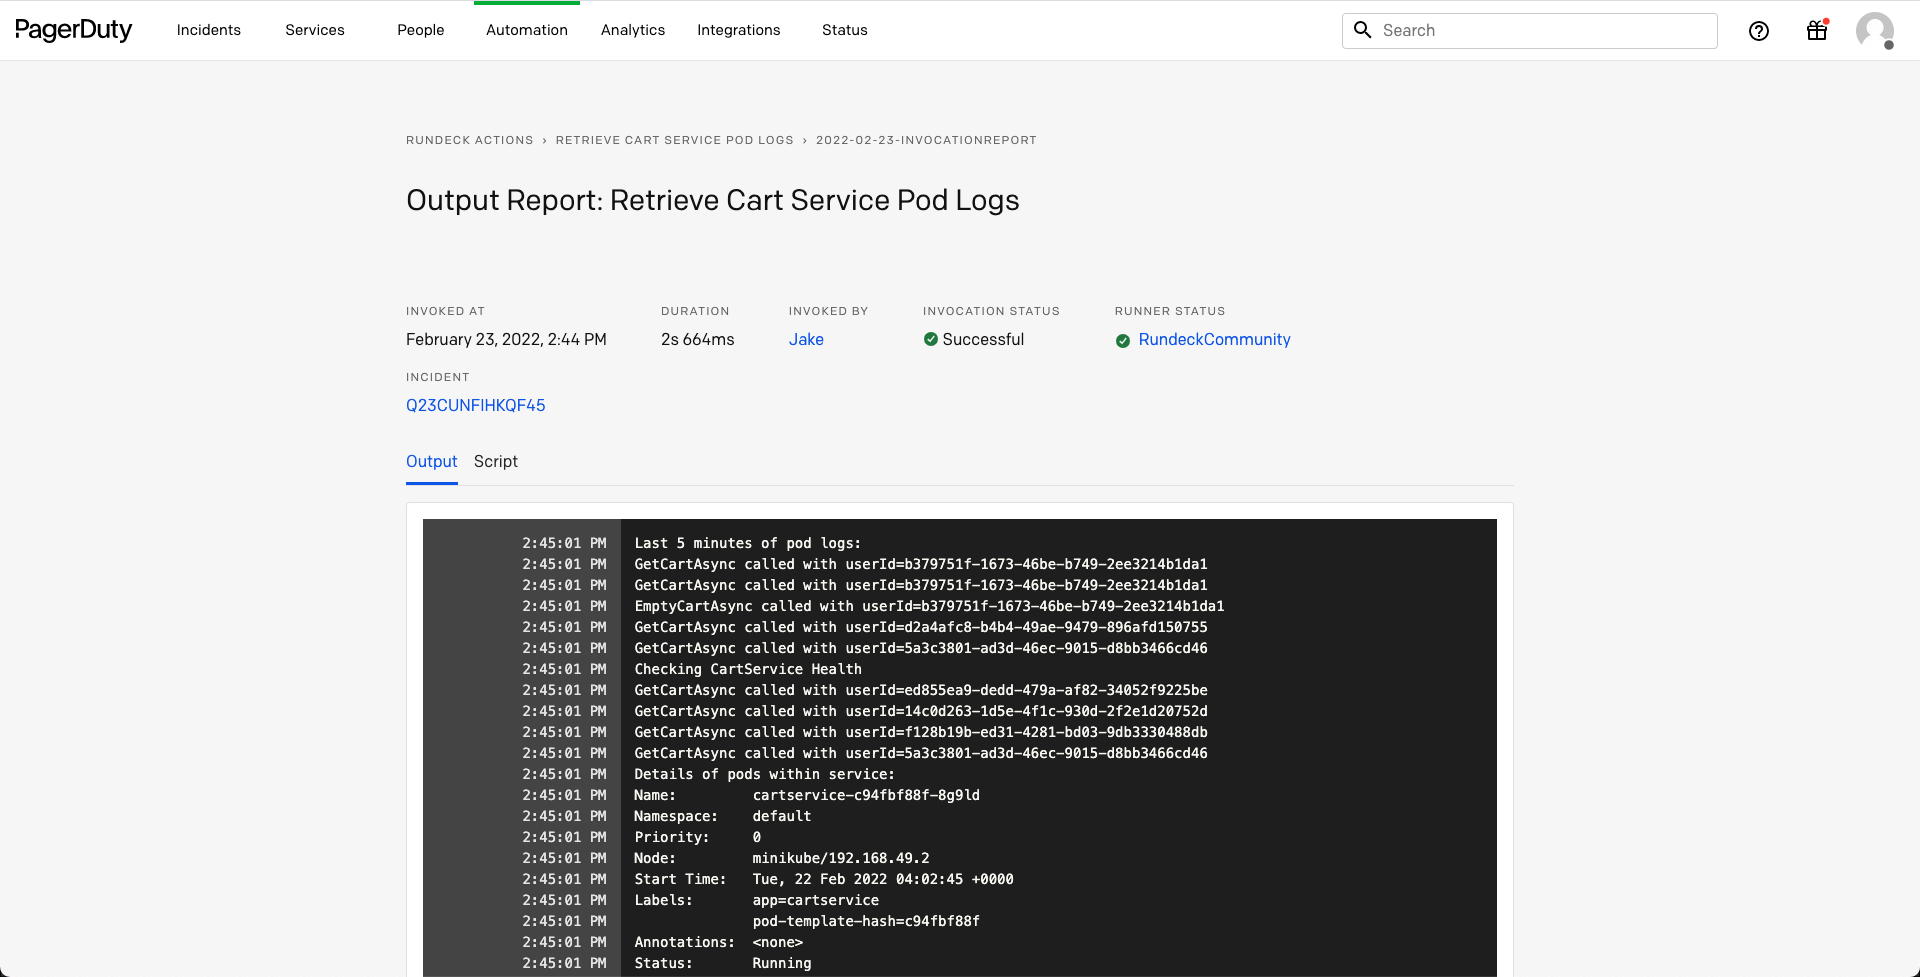 PagerDuty Incidents Services People Automation Analytics Integrations Status Search
RUNDECK ACTIONS › RETRIEVE CART SERVICE POD LOGS › 2022-02-23-INVOCATIONREPORT
Output Report: Retrieve Cart Service Pod Logs
INVOKED AT DURATION INVOKED BY INVOCATION STATUS RUNNER STATUS
February 23, 2022, 2:44 PM 2s 664ms Jake Successful RundeckCommunity
INCIDENT
Q23CUNFIHKQF45
Output Script
2:45:01 PM Last 5 minutes of pod logs:
2:45:01 PM GetCartAsync called with userId=b379751f-1673-46be-b749-2ee3214b1da1
2:45:01 PM GetCartAsync called with userId=b379751f-1673-46be-b749-2ee3214b1da1
2:45:01 PM EmptyCartAsync called with userId=b379751f-1673-46be-b749-2ee3214b1da1
2:45:01 PM GetCartAsync called with userId=d2a4afc8-b4b4-49ae-9479-896afd150755
2:45:01 PM GetCartAsync called with userId=5a3c3801-ad3d-46ec-9015-d8bb3466cd46
2:45:01 PM Checking CartService Health
2:45:01 PM GetCartAsync called with userId=ed855ea9-dedd-479a-af82-34052f9225be
2:45:01 PM GetCartAsync called with userId=14c0d263-1d5e-4f1c-930d-2f2e1d20752d
2:45:01 PM GetCartAsync called with userId=f128b19b-ed31-4281-bd03-9db3330488db
2:45:01 PM GetCartAsync called with userId=5a3c3801-ad3d-46ec-9015-d8bb3466cd46
2:45:01 PM Details of pods within service:
2:45:01 PM Name: cartservice-c94fbf88f-8g9ld
2:45:01 PM Namespace: default
2:45:01 PM Priority: 0
2:45:01 PM Node: minikube/192.168.49.2
2:45:01 PM Start Time: Tue, 22 Feb 2022 04:02:45 +0000
2:45:01 PM Labels: app=cartservice
2:45:01 PM pod-template-hash=c94fbf88f
2:45:01 PM Annotations: <none>
2:45:01 PM Status: Running